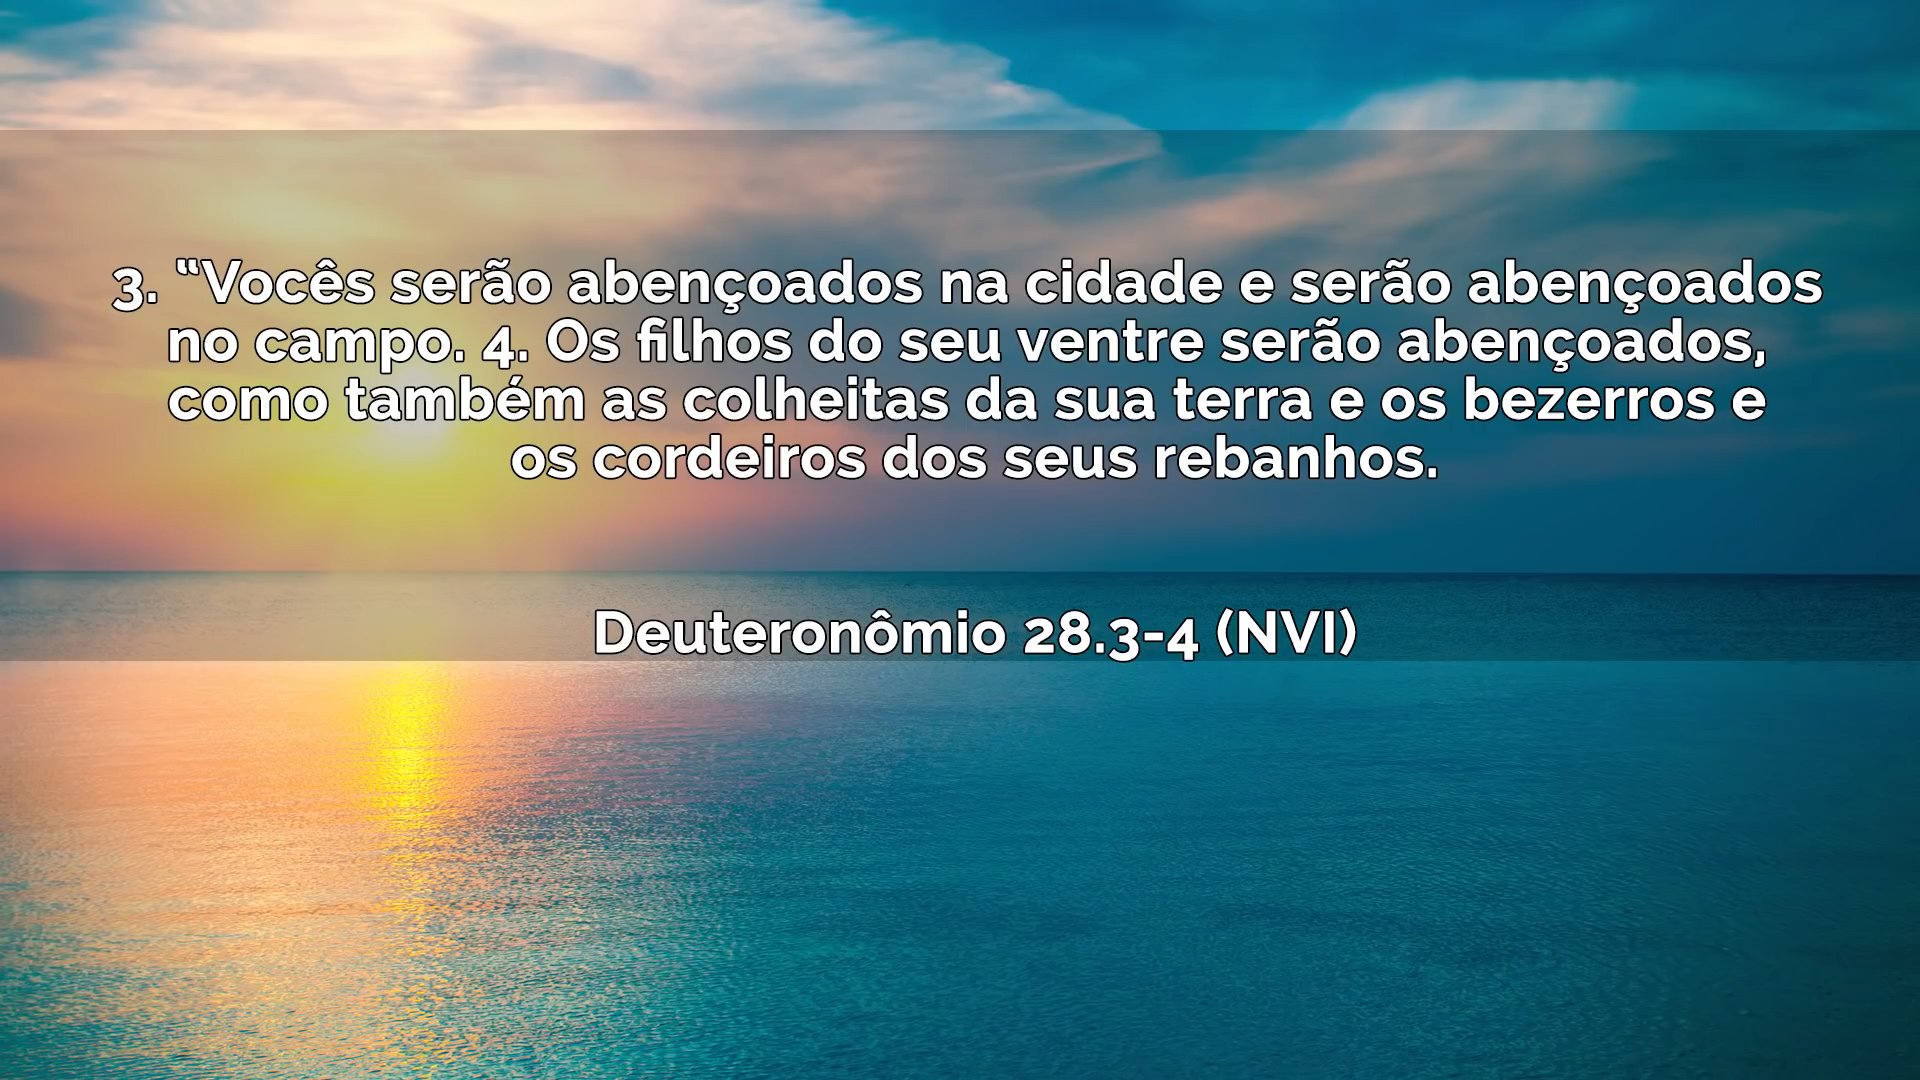 3. “Vocês serão abençoados na cidade e serão abençoados
no campo. 4. Os filhos do seu ventre serão abençoados,
como também as colheitas da sua terra e os bezerros e
os cordeiros dos seus rebanhos.
Deuteronômio 28.3-4 (NVI)